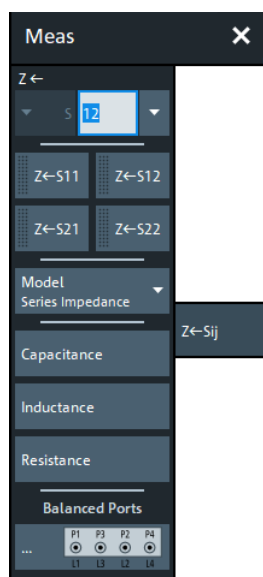 Meas
Z←
S 12
Z←S11 Z←S12
Z←S21 Z←S22
Model
Series Impedance
Z←Sij
Capacitance
Inductance
Resistance
Balanced Ports
... P1 P3 P2 P4
L1 L3 L2 L4